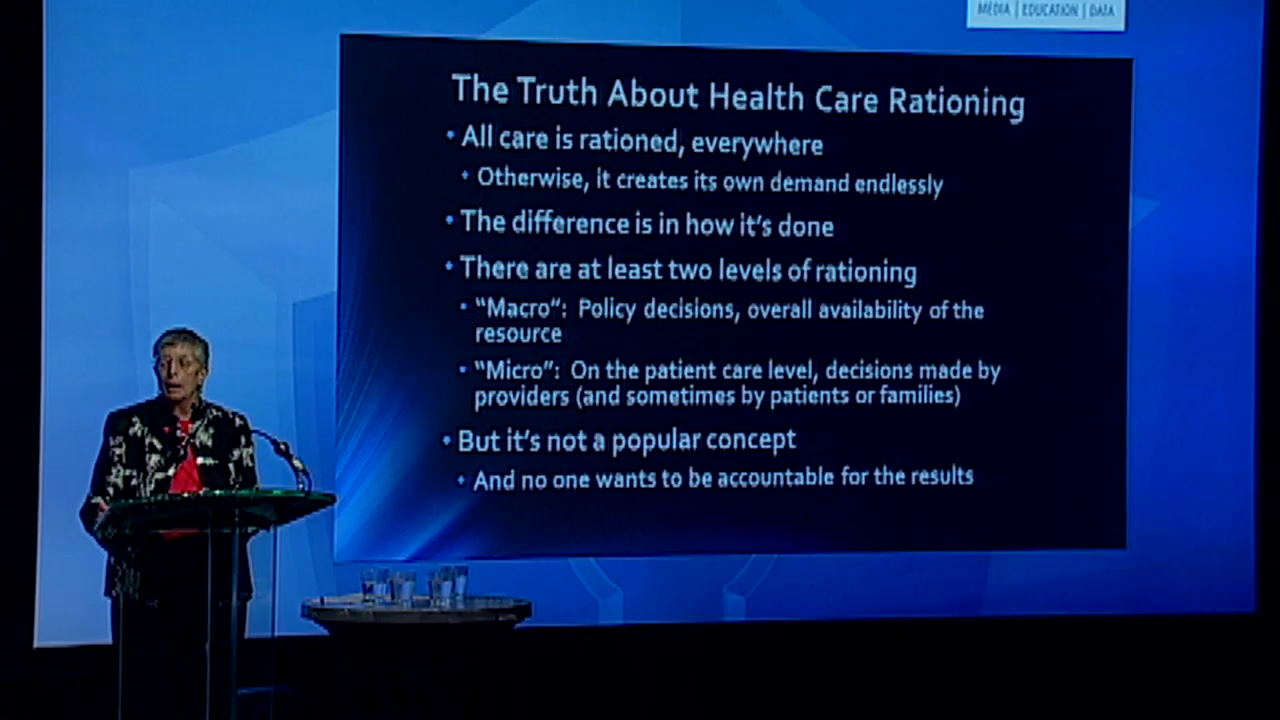 MEDIA | EDUCATION | DATA
The Truth About Health Care Rationing
• All care is rationed, everywhere
• Otherwise, it creates its own demand endlessly
• The difference is in how it's done
• There are at least two levels of rationing
• "Macro": Policy decisions, overall availability of the
resource
• "Micro": On the patient care level, decisions made by
providers (and sometimes by patients or families)
• But it's not a popular concept
• And no one wants to be accountable for the results